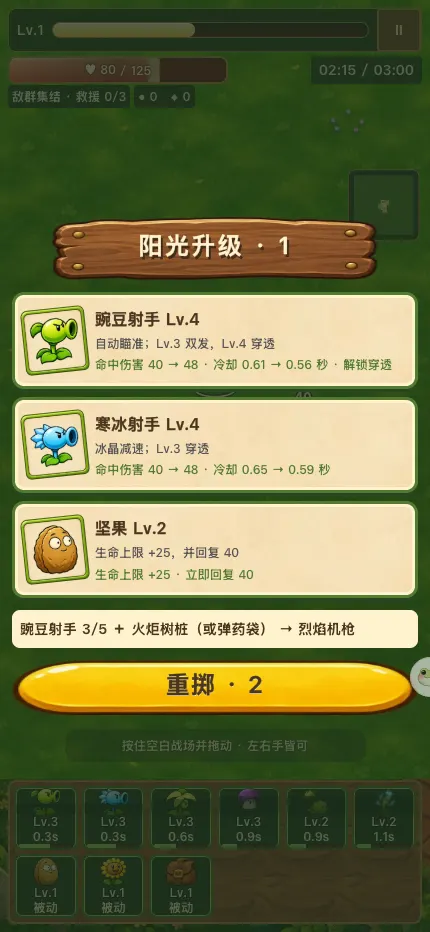 Lv.1
II
♥ 80 / 125
02:15 / 03:00
敌群集结 · 救援 0/3
● 0 ◆ 0
阳光升级 · 1
豌豆射手 Lv.4
自动瞄准；Lv.3 双发，Lv.4 穿透
命中伤害 40 → 48 · 冷却 0.61 → 0.56 秒 · 解锁穿透
40
寒冰射手 Lv.4
冰晶减速；Lv.3 穿透
命中伤害 40 → 48 · 冷却 0.65 → 0.59 秒
坚果 Lv.2
生命上限 +25，并回复 40
生命上限 +25 · 立即回复 40
豌豆射手 3/5 + 火炬树桩（或弹药袋） → 烈焰机枪
重掷 · 2
按住空白战场并拖动 · 左右手皆可
Lv.3 Lv.3 Lv.3 Lv.3 Lv.2 Lv.2
0.3s 0.3s 0.6s 0.9s 0.9s 1.1s
Lv.1 Lv.1 Lv.1
被动 被动 被动